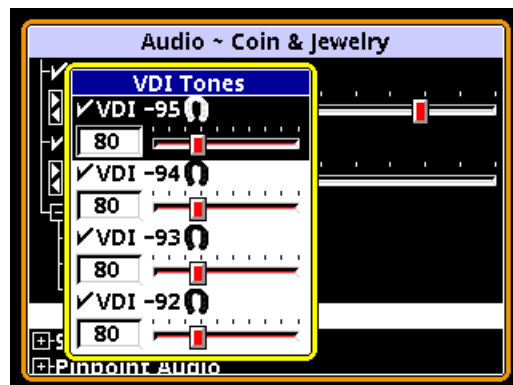 Audio ~ Coin & Jewelry
VDI Tones
VDI -95
80
VDI -94
80
VDI -93
80
VDI -92
80
Pinpoint Audio